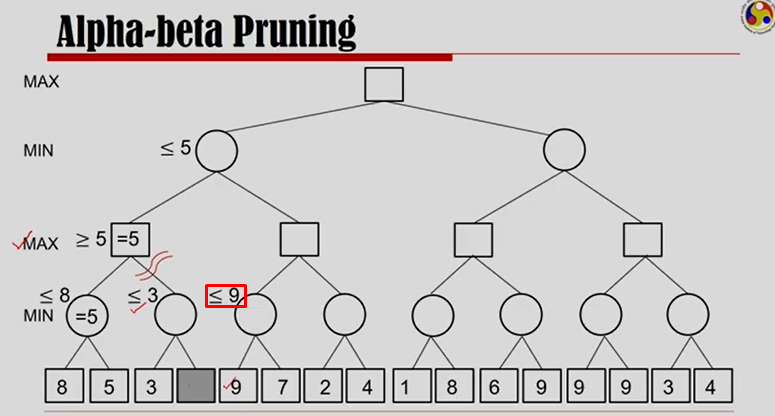 Alpha-beta Pruning
MAX
MIN ≤ 5
MAX ≥ 5 =5
≤ 8 ≤ 3 ≤ 9
MIN =5
8 5 3 9 7 2 4 1 8 6 9 9 9 3 4